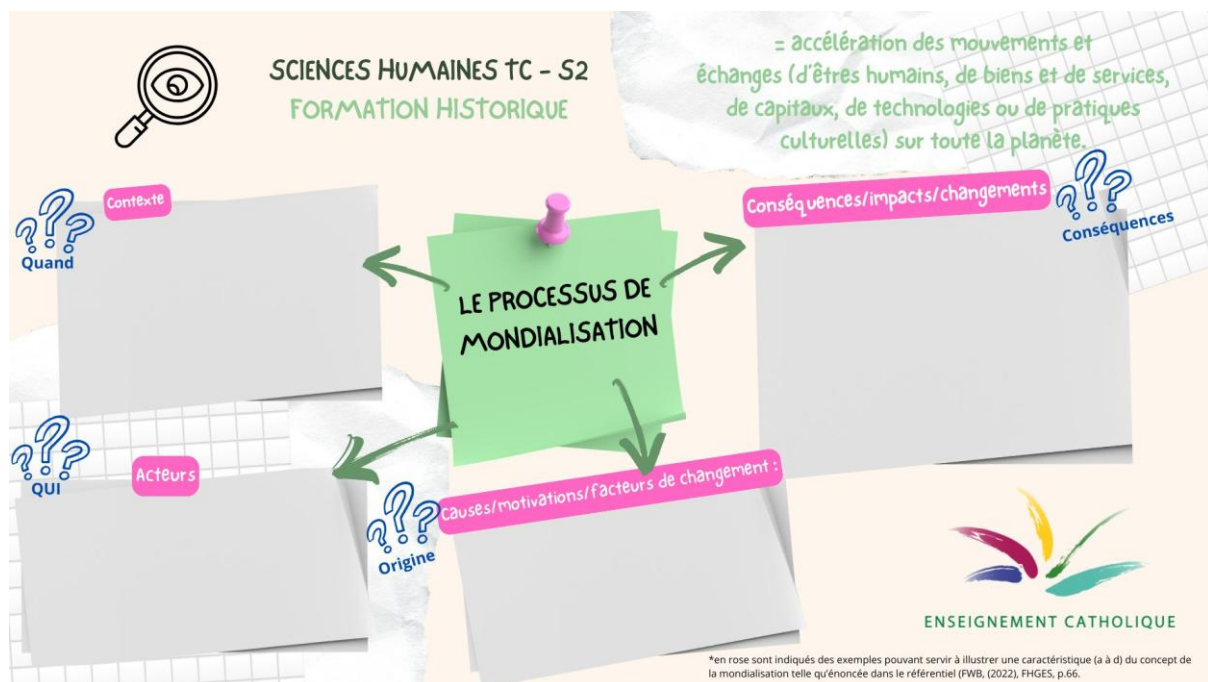 SCIENCES HUMAINES TC - S2
FORMATION HISTORIQUE
= accélération des mouvements et
échanges (d'êtres humains, de biens et de services,
de capitaux, de technologies ou de pratiques
culturelles) sur toute la planète.
Contexte
Quand
Conséquences/impacts/changements
Conséquences
LE PROCESSUS DE
MONDIALISATION
QUI
Acteurs
Causes/motivations/facteurs de changement :
Origine
ENSEIGNEMENT CATHOLIQUE
*en rose sont indiqués des exemples pouvant servir à illustrer une caractéristique (a à d) du concept de
la mondialisation telle qu'énoncée dans le référentiel (FWB, (2022), FHGES, p.66.